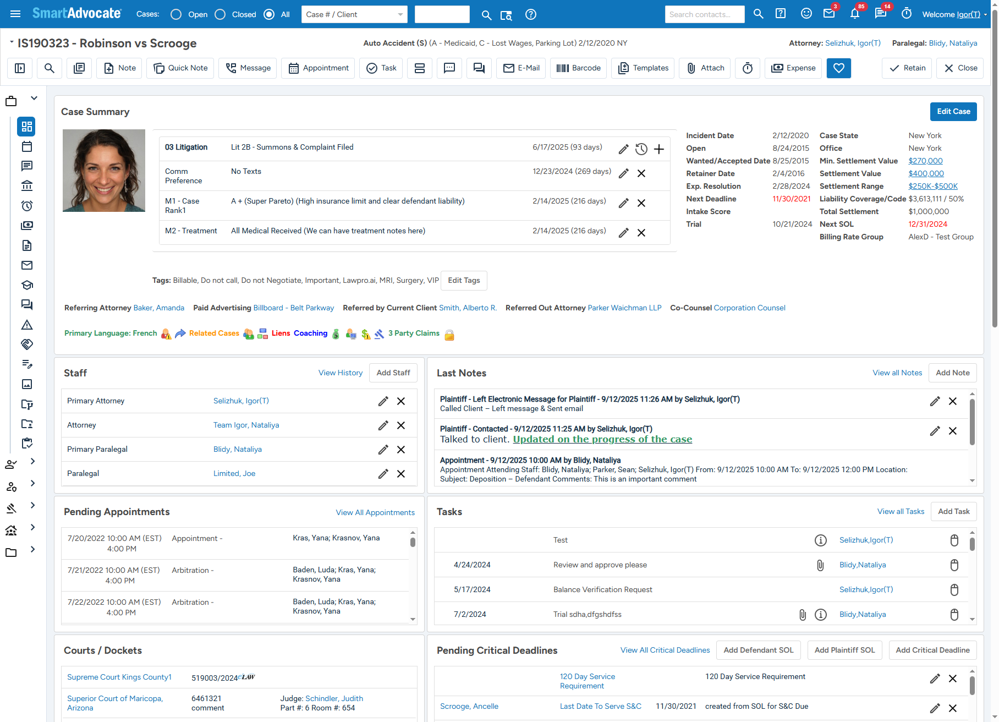 SmartAdvocate
Cases: Open Closed All Case # / Client Search contacts... 3 85 14 Welcome Igor(T)
IS190323 - Robinson vs Scrooge Auto Accident (S) (A - Medicaid, C - Lost Wages, Parking Lot) 2/12/2020 NY Attorney: Selizhuk, Igor(T) Paralegal: Blidy, Nataliya
Note Quick Note Message Appointment Task E-Mail Barcode Templates Attach Expense Retain Close
Case Summary Edit Case
03 Litigation Lit 2B - Summons & Complaint Filed 6/17/2025 (93 days)
Comm Preference No Texts 12/23/2024 (269 days)
M1 - Case Rank1 A + (Super Pareto) (High insurance limit and clear defendant liability) 2/14/2025 (216 days)
M2 - Treatment All Medical Received (We can have treatment notes here) 2/14/2025 (216 days)
Incident Date 2/12/2020 Case State New York
Open 8/24/2015 Office New York
Wanted/Accepted Date 8/25/2015 Min. Settlement Value $270,000
Retainer Date 2/4/2016 Settlement Value $400,000
Exp. Resolution 2/28/2024 Settlement Range $250K-$500K
Next Deadline 11/30/2021 Liability Coverage/Code $3,613,111 / 50%
Intake Score Total Settlement $1,000,000
Trial 10/21/2024 Next SOL 12/31/2024
Billing Rate Group AlexD - Test Group
Tags: Billable, Do not call, Do not Negotiate, Important, Lawpro.ai, MRI, Surgery, VIP Edit Tags
Referring Attorney Baker, Amanda Paid Advertising Billboard - Belt Parkway Referred by Current Client Smith, Alberto R. Referred Out Attorney Parker Waichman LLP Co-Counsel Corporation Counsel
Primary Language: French Related Cases Liens Coaching 3 Party Claims
Staff View History Add Staff
Primary Attorney Selizhuk, Igor(T)
Attorney Team Igor, Nataliya
Primary Paralegal Blidy, Nataliya
Paralegal Limited, Joe
Last Notes View all Notes Add Note
Plaintiff - Left Electronic Message for Plaintiff - 9/12/2025 11:26 AM by Selizhuk, Igor(T)
Called Client – Left message & Sent email
Plaintiff - Contacted - 9/12/2025 11:25 AM by Selizhuk, Igor(T)
Talked to client. Updated on the progress of the case
Appointment - 9/12/2025 10:00 AM by Blidy, Nataliya
Appointment Attending Staff: Blidy, Nataliya; Parker, Sean; Selizhuk, Igor(T) From: 9/12/2025 10:00 AM To: 9/12/2025 12:00 PM Location:
Subject: Deposition – Defendant Comments: This is an important comment
Pending Appointments View All Appointments
7/20/2022 10:00 AM (EST) Appointment - Kras, Yana; Krasnov, Yana
4:00 PM
7/21/2022 10:00 AM (EST) Arbitration - Baden, Luda; Kras, Yana;
4:00 PM Krasnov, Yana
7/22/2022 10:00 AM (EST) Arbitration - Baden, Luda; Kras, Yana;
4:00 PM Krasnov, Yana
Tasks View all Tasks Add Task
Test Selizhuk,Igor(T)
4/24/2024 Review and approve please Blidy,Nataliya
5/17/2024 Balance Verification Request Selizhuk,Igor(T)
7/2/2024 Trial sdha,dfgshdfss Blidy,Nataliya
Courts / Dockets
Supreme Court Kings County1 519003/2024 eLAW
Superior Court of Maricopa, 6461321 Judge: Schindler, Judith
Arizona comment Part #: 6 Room #: 654
Pending Critical Deadlines View All Critical Deadlines Add Defendant SOL Add Plaintiff SOL Add Critical Deadline
120 Day Service 120 Day Service Requirement
Requirement
Scrooge, Ancelle Last Date To Serve S&C 11/30/2021 created from SOL for S&C Due